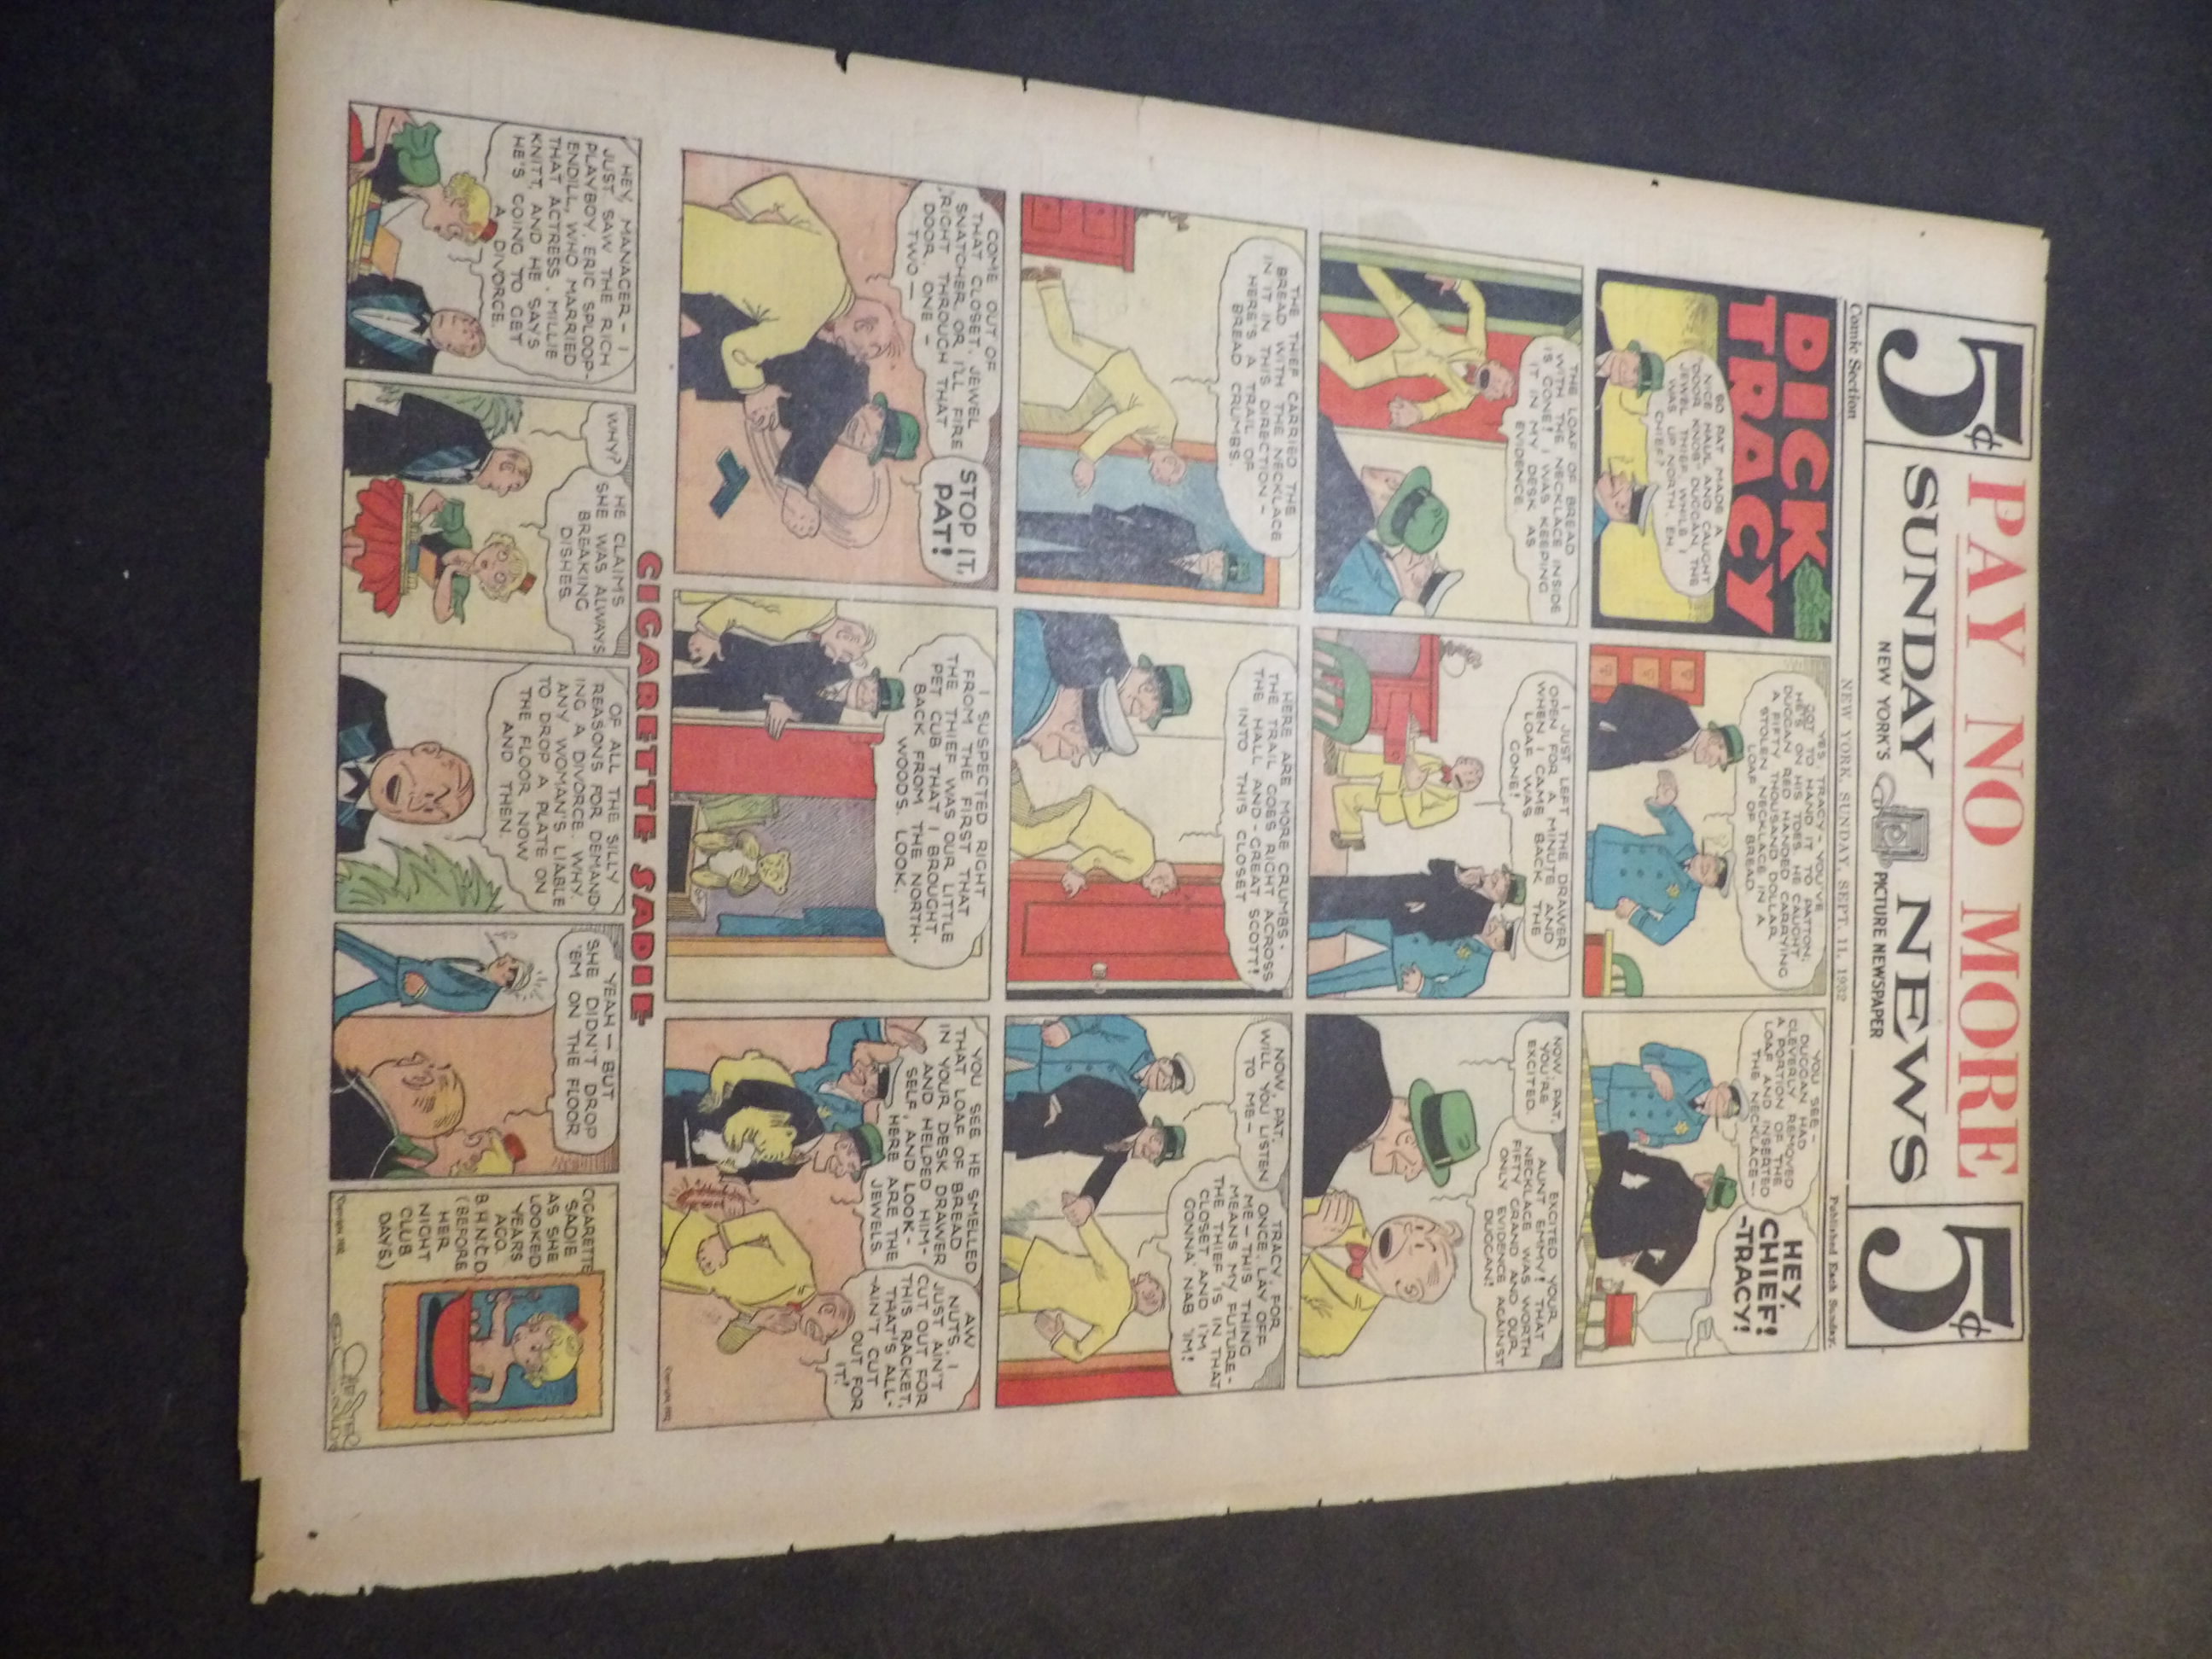 PAY NO MORE
5¢
SUNDAY NEWS
5¢
NEW YORK'S PICTURE NEWSPAPER
Comic Section
NEW YORK, SUNDAY, SEPT. 11, 1932
Published Each Sunday.
DICK
TRACY
SO PAT MADE A
NICE HAUL AND CAUGHT
"DOOR KNOB" DUGGAN, THE
JEWEL THIEF, WHILE I
WAS UP NORTH, EH,
CHIEF?
YES TRACY - YOU'VE
GOT TO HAND IT TO PATTON,
HE'S ON HIS TOES. HE CAUGHT
DUGGAN RED HANDED CARRYING
A FIFTY THOUSAND DOLLAR
STOLEN NECKLACE IN A
LOAF OF BREAD.
YOU SEE -
DUGGAN HAD
CLEVERLY REMOVED
A PORTION OF THE
LOAF AND INSERTED
THE NECKLACE -
HEY,
CHIEF!
-TRACY!
THE LOAF OF BREAD
WITH THE NECKLACE INSIDE
IS GONE! I WAS KEEPING
IT IN MY DESK AS
EVIDENCE.
I JUST LEFT THE DRAWER
OPEN FOR A MINUTE AND
WHEN I CAME BACK THE
LOAF WAS
GONE!
NOW, PAT,
YOU'RE
EXCITED.
EXCITED, YOUR
AUNT EMMY! THAT
NECKLACE WAS WORTH
FIFTY GRAND AND OUR
ONLY EVIDENCE AGAINST
DUGGAN!
THE THIEF CARRIED THE
BREAD WITH THE NECKLACE
IN IT IN THIS DIRECTION -
HERE'S A TRAIL OF
BREAD CRUMBS.
HERE ARE MORE CRUMBS -
THE TRAIL GOES RIGHT ACROSS
THE HALL AND - GREAT SCOTT!
INTO THIS CLOSET
NOW, PAT,
WILL YOU LISTEN
TO ME -
TRACY, FOR
ONCE, LAY OFF
ME - THIS THING
MEANS MY FUTURE -
THE THIEF IS IN THAT
CLOSET AND I'M
GONNA NAB 'IM!
COME OUT OF
THAT CLOSET, JEWEL
SNATCHER, OR I'LL FIRE
RIGHT THROUGH THAT
DOOR. ONE -
TWO -
STOP IT,
PAT!
I SUSPECTED RIGHT
FROM THE FIRST THAT
THE THIEF WAS OUR LITTLE
PET CUB THAT I BROUGHT
BACK FROM THE NORTH-
WOODS. LOOK.
YOU SEE HE SMELLED
THAT LOAF OF BREAD
IN YOUR DESK DRAWER
AND HELPED HIM-
SELF, AND LOOK -
HERE ARE THE
JEWELS.
AW
NUTS, I
JUST AIN'T
CUT OUT FOR
THIS RACKET,
THAT'S ALL -
-AIN'T CUT
OUT FOR
IT!
Copyright, 1932,
CIGARETTE SADIE
HEY, MANAGER - I
JUST SAW THE RICH
PLAYBOY, ERIC SPLOOP-
ENDILL, WHO MARRIED
THAT ACTRESS, MILLIE
KNITT, AND HE SAYS
HE'S GOING TO GET
A DIVORCE.
WHY?
HE CLAIMS
SHE WAS ALWAYS
BREAKING
DISHES.
OF ALL THE SILLY
REASONS FOR DEMAND-
ING A DIVORCE. WHY,
ANY WOMAN'S LIABLE
TO DROP A PLATE ON
THE FLOOR NOW
AND THEN.
YEAH - BUT
SHE DIDN'T DROP
'EM ON THE FLOOR.
CIGARETTE
SADIE
AS SHE
LOOKED
YEARS
AGO.
B.H.N.C.D.
(BEFORE
HER
NIGHT
CLUB
DAYS.)
Copyright, 1932,
CHESTER
GOULD